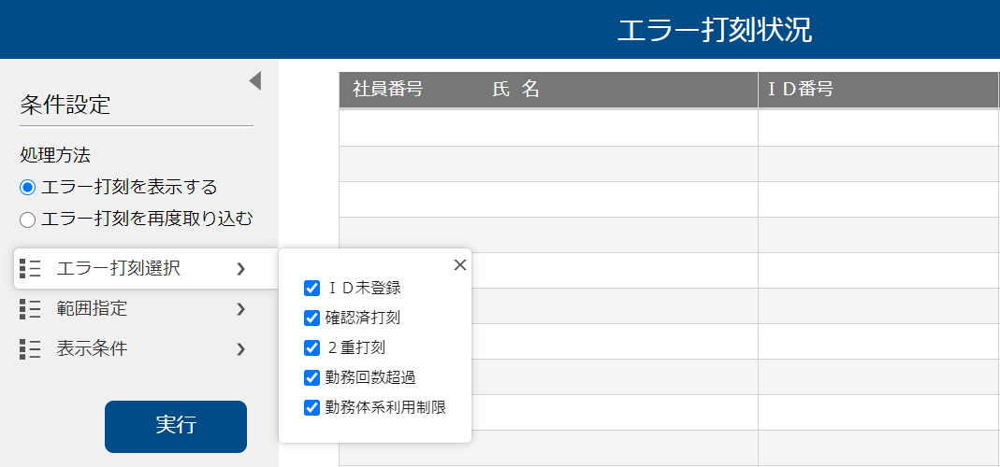 エラー打刻状況
条件設定
処理方法
エラー打刻を表示する
エラー打刻を再度取り込む
エラー打刻選択
範囲指定
表示条件
実行
ＩＤ未登録
確認済打刻
２重打刻
勤務回数超過
勤務体系利用制限
社員番号 氏 名 ＩＤ番号